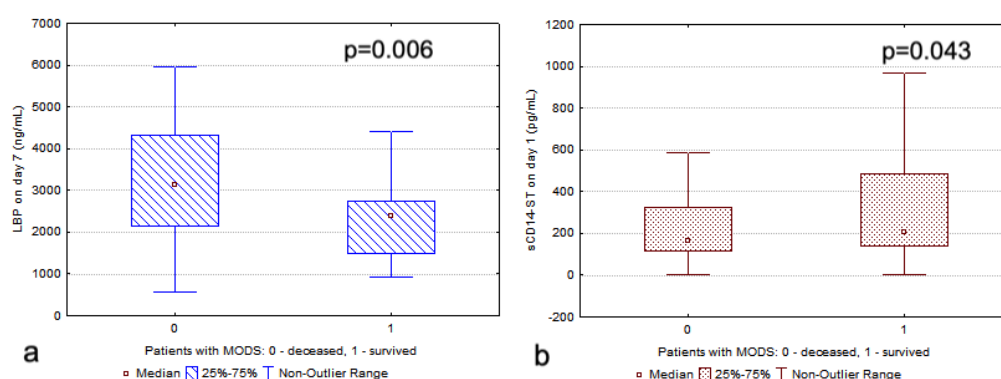 7000
6000
5000
4000
3000
2000
1000
0
LBP on day 7 (ng/mL)
p=0.006
0 1
Patients with MODS: 0 - deceased, 1 - survived
a
Median 25%-75% Non-Outlier Range
1200
1000
800
600
400
200
0
-200
sCD14-ST on day 1 (pg/mL)
p=0.043
0 1
Patients with MODS: 0 - deceased, 1 - survived
b
Median 25%-75% Non-Outlier Range